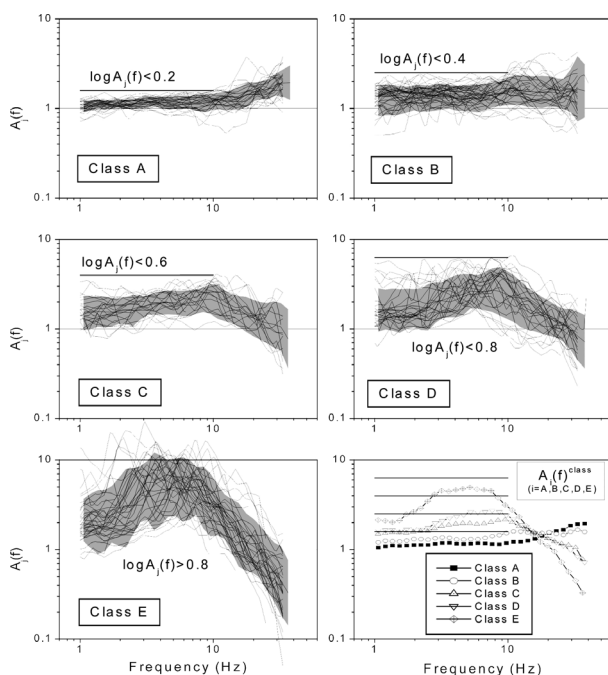 10
1
0.1
A_j(f)
logA_j(f)<0.2
Class A
1
10
10
1
0.1
logA_j(f)<0.4
Class B
1
10
10
1
0.1
A_j(f)
logA_j(f)<0.6
Class C
1
10
10
1
0.1
logA_j(f)<0.8
Class D
1
10
10
1
0.1
A_j(f)
logA_j(f)>0.8
Class E
1
10
Frequency (Hz)
10
1
0.1
A_i(f)^class
(i=A,B,C,D,E)
Class A
Class B
Class C
Class D
Class E
1
10
Frequency (Hz)